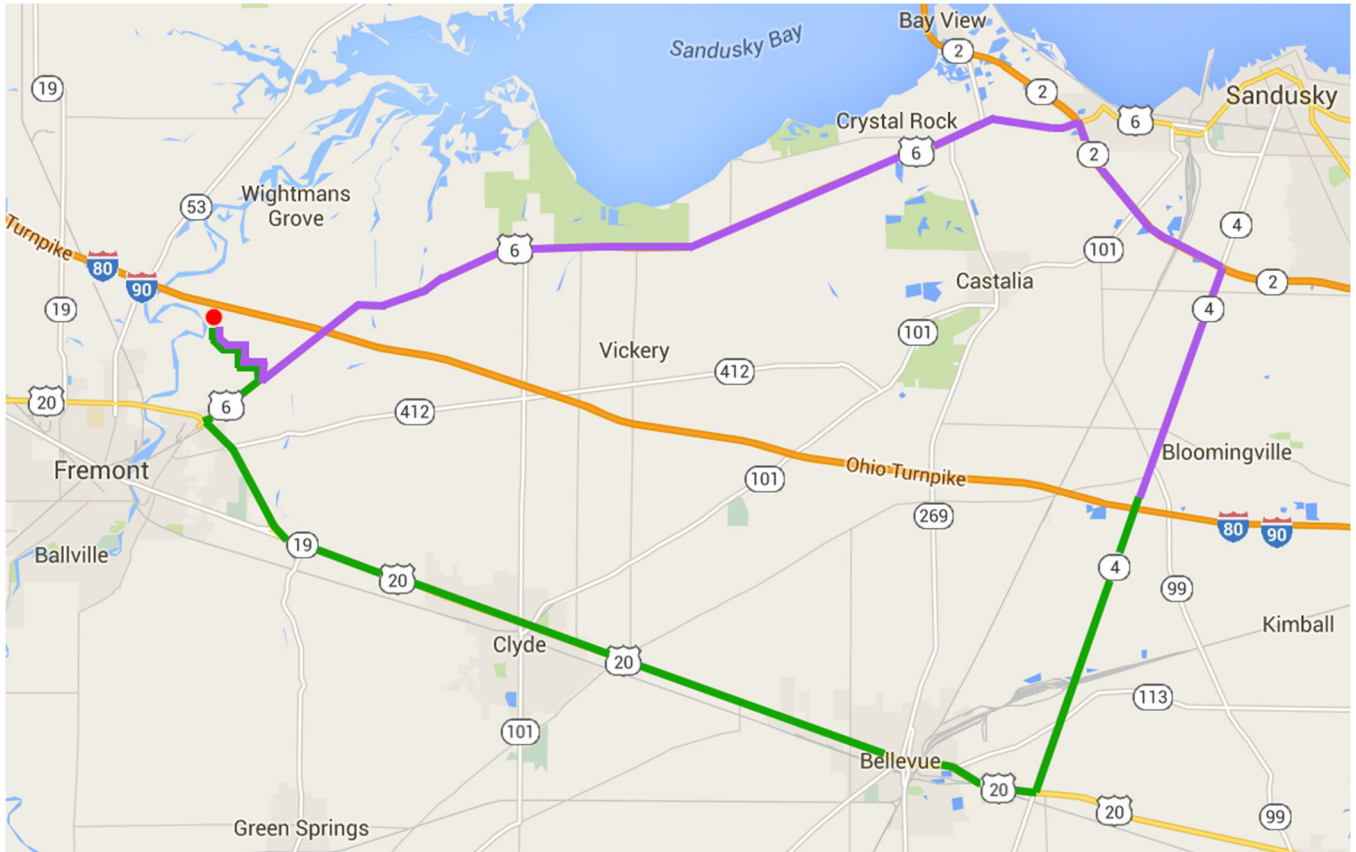 Bay View
Sandusky Bay
2
19
2
Sandusky
Crystal Rock
6
6
2
Wightmans
Grove
53
4
6
101
Turnpike
80
90
Castalia
2
19
4
101
Vickery
412
20
6
412
Bloomingville
Fremont
Ohio Turnpike
101
269
80
90
19
Ballville
20
4
99
Clyde
Kimball
20
113
101
Bellevue
20
20
Green Springs
99